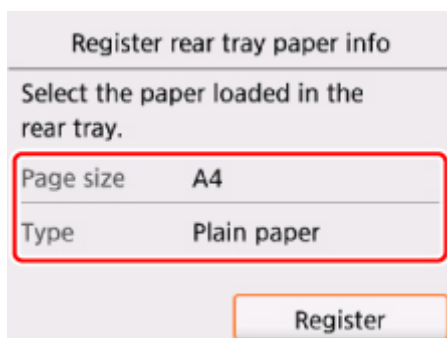 Register rear tray paper info
Select the paper loaded in the
rear tray.
Page size A4
Type Plain paper
Register